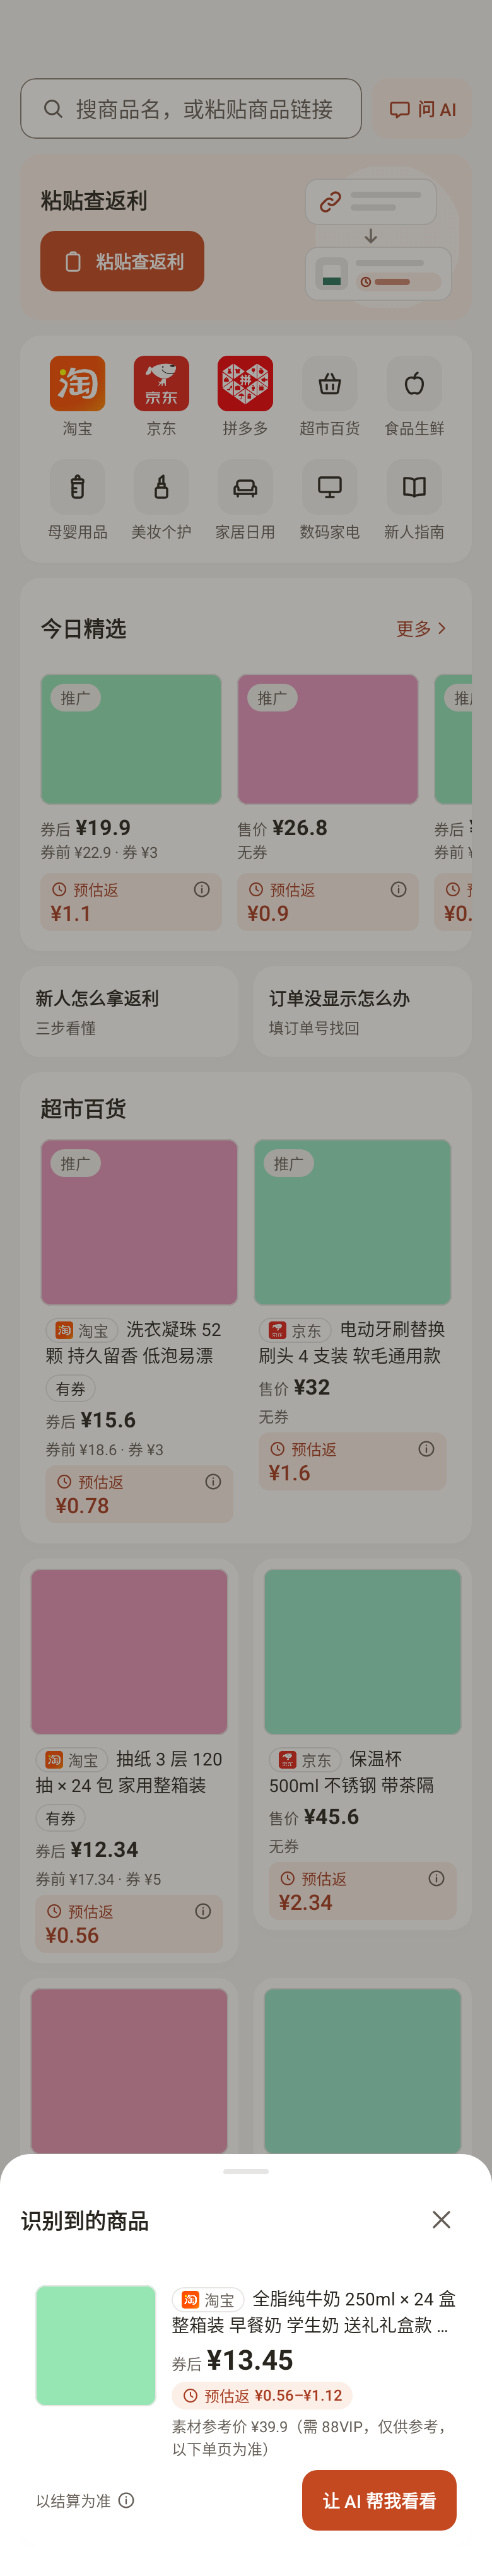 搜商品名，或粘贴商品链接
问 AI
粘贴查返利
粘贴查返利
淘
京东
拼
淘宝
京东
拼多多
超市百货
食品生鲜
母婴用品
美妆个护
家居日用
数码家电
新人指南
今日精选
更多
推广
推广
券后 ¥19.9
售价 ¥26.8
券后
券前 ¥22.9 · 券 ¥3
无券
券前
预估返
预估返
¥1.1
¥0.9
¥0.
新人怎么拿返利
订单没显示怎么办
三步看懂
填订单号找回
超市百货
推广
推广
淘 淘宝 洗衣凝珠 52
颗 持久留香 低泡易漂
有券
券后 ¥15.6
券前 ¥18.6 · 券 ¥3
预估返
¥0.78
京东 电动牙刷替换
刷头 4 支装 软毛通用款
售价 ¥32
无券
预估返
¥1.6
淘 淘宝 抽纸 3 层 120
抽 × 24 包 家用整箱装
有券
券后 ¥12.34
券前 ¥17.34 · 券 ¥5
预估返
¥0.56
京东 保温杯
500ml 不锈钢 带茶隔
售价 ¥45.6
无券
预估返
¥2.34
识别到的商品
淘 淘宝 全脂纯牛奶 250ml × 24 盒
整箱装 早餐奶 学生奶 送礼礼盒款 …
券后 ¥13.45
预估返 ¥0.56–¥1.12
素材参考价 ¥39.9（需 88VIP，仅供参考，
以下单页为准）
以结算为准
让 AI 帮我看看